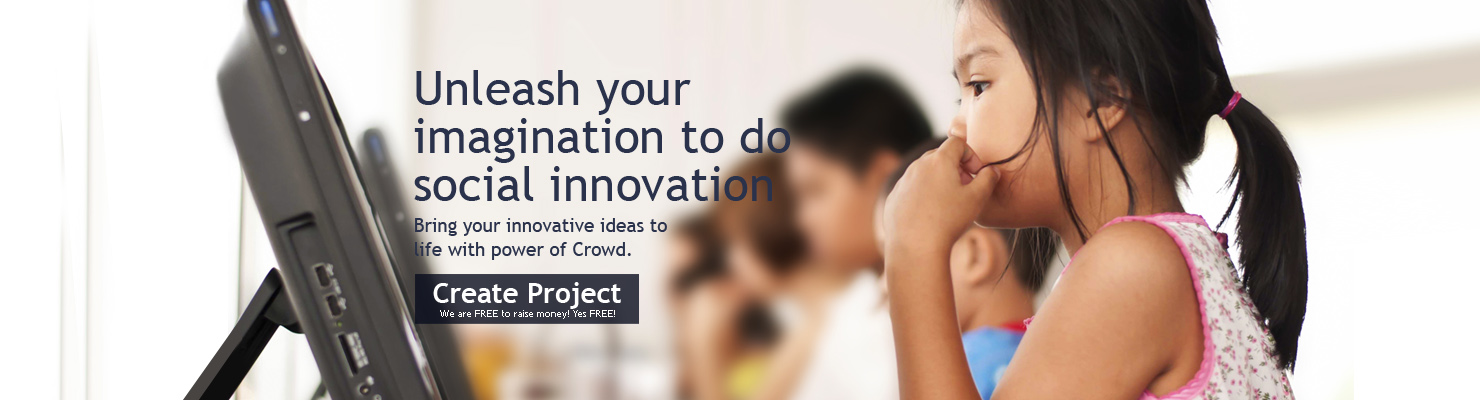 Unleash your
imagination to do
social innovation
Bring your innovative ideas to
life with power of Crowd.
Create Project
We are FREE to raise money! Yes FREE!